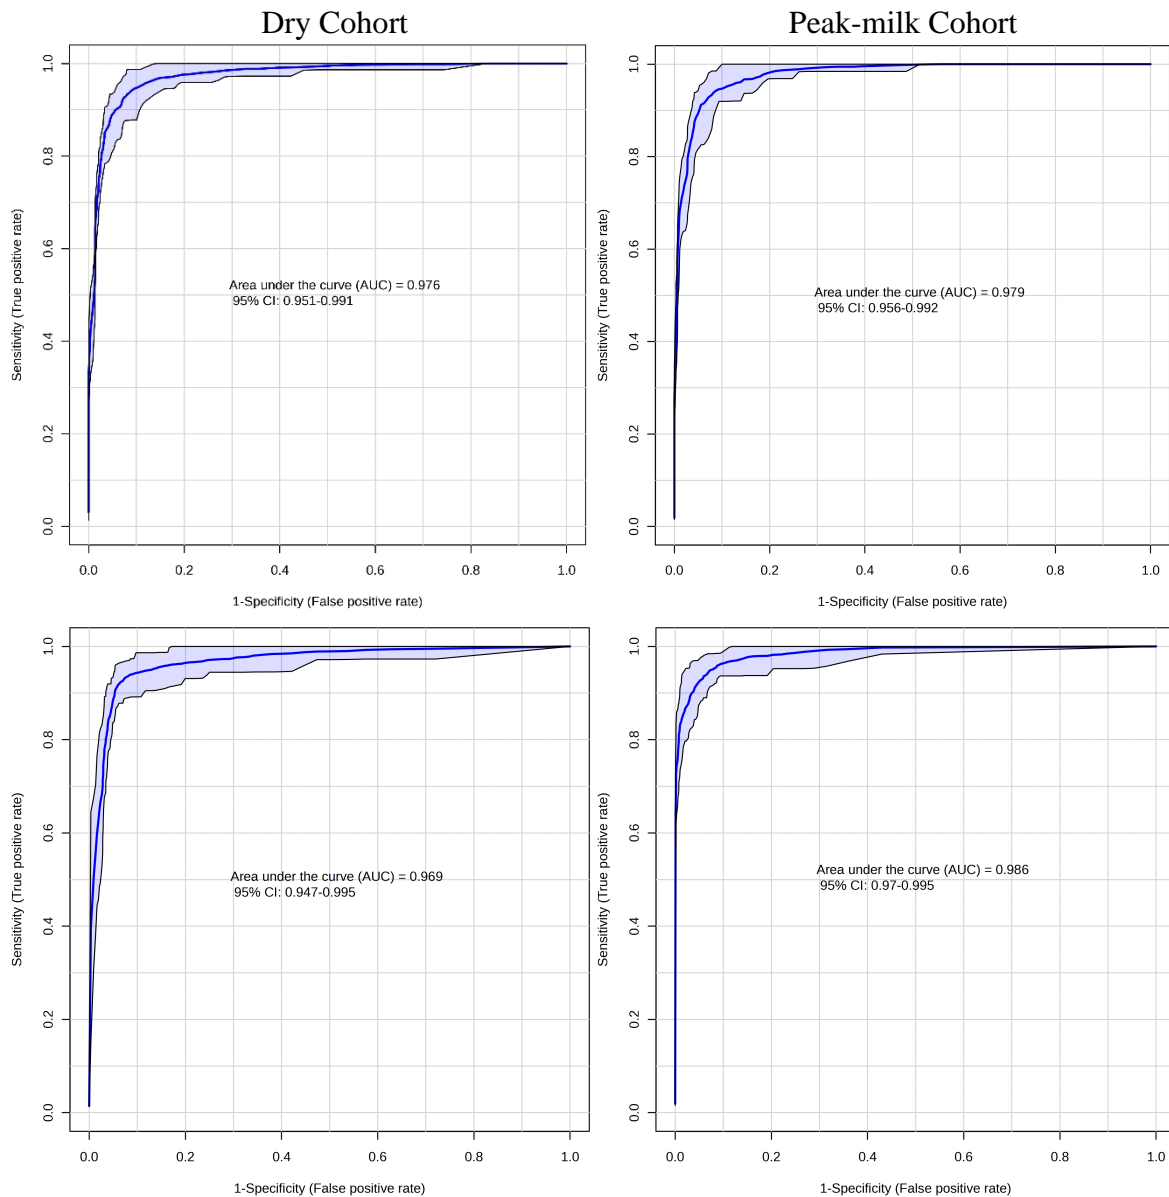 Dry Cohort
Peak-milk Cohort
Sensitivity (True positive rate)
1.0
0.8
0.6
0.4
0.2
0.0
Area under the curve (AUC) = 0.976
95% CI: 0.951-0.991
0.0 0.2 0.4 0.6 0.8 1.0
1-Specificity (False positive rate)
Sensitivity (True positive rate)
1.0
0.8
0.6
0.4
0.2
0.0
Area under the curve (AUC) = 0.979
95% CI: 0.956-0.992
0.0 0.2 0.4 0.6 0.8 1.0
1-Specificity (False positive rate)
Sensitivity (True positive rate)
1.0
0.8
0.6
0.4
0.2
0.0
Area under the curve (AUC) = 0.969
95% CI: 0.947-0.995
0.0 0.2 0.4 0.6 0.8 1.0
1-Specificity (False positive rate)
Sensitivity (True positive rate)
1.0
0.8
0.6
0.4
0.2
0.0
Area under the curve (AUC) = 0.986
95% CI: 0.97-0.995
0.0 0.2 0.4 0.6 0.8 1.0
1-Specificity (False positive rate)